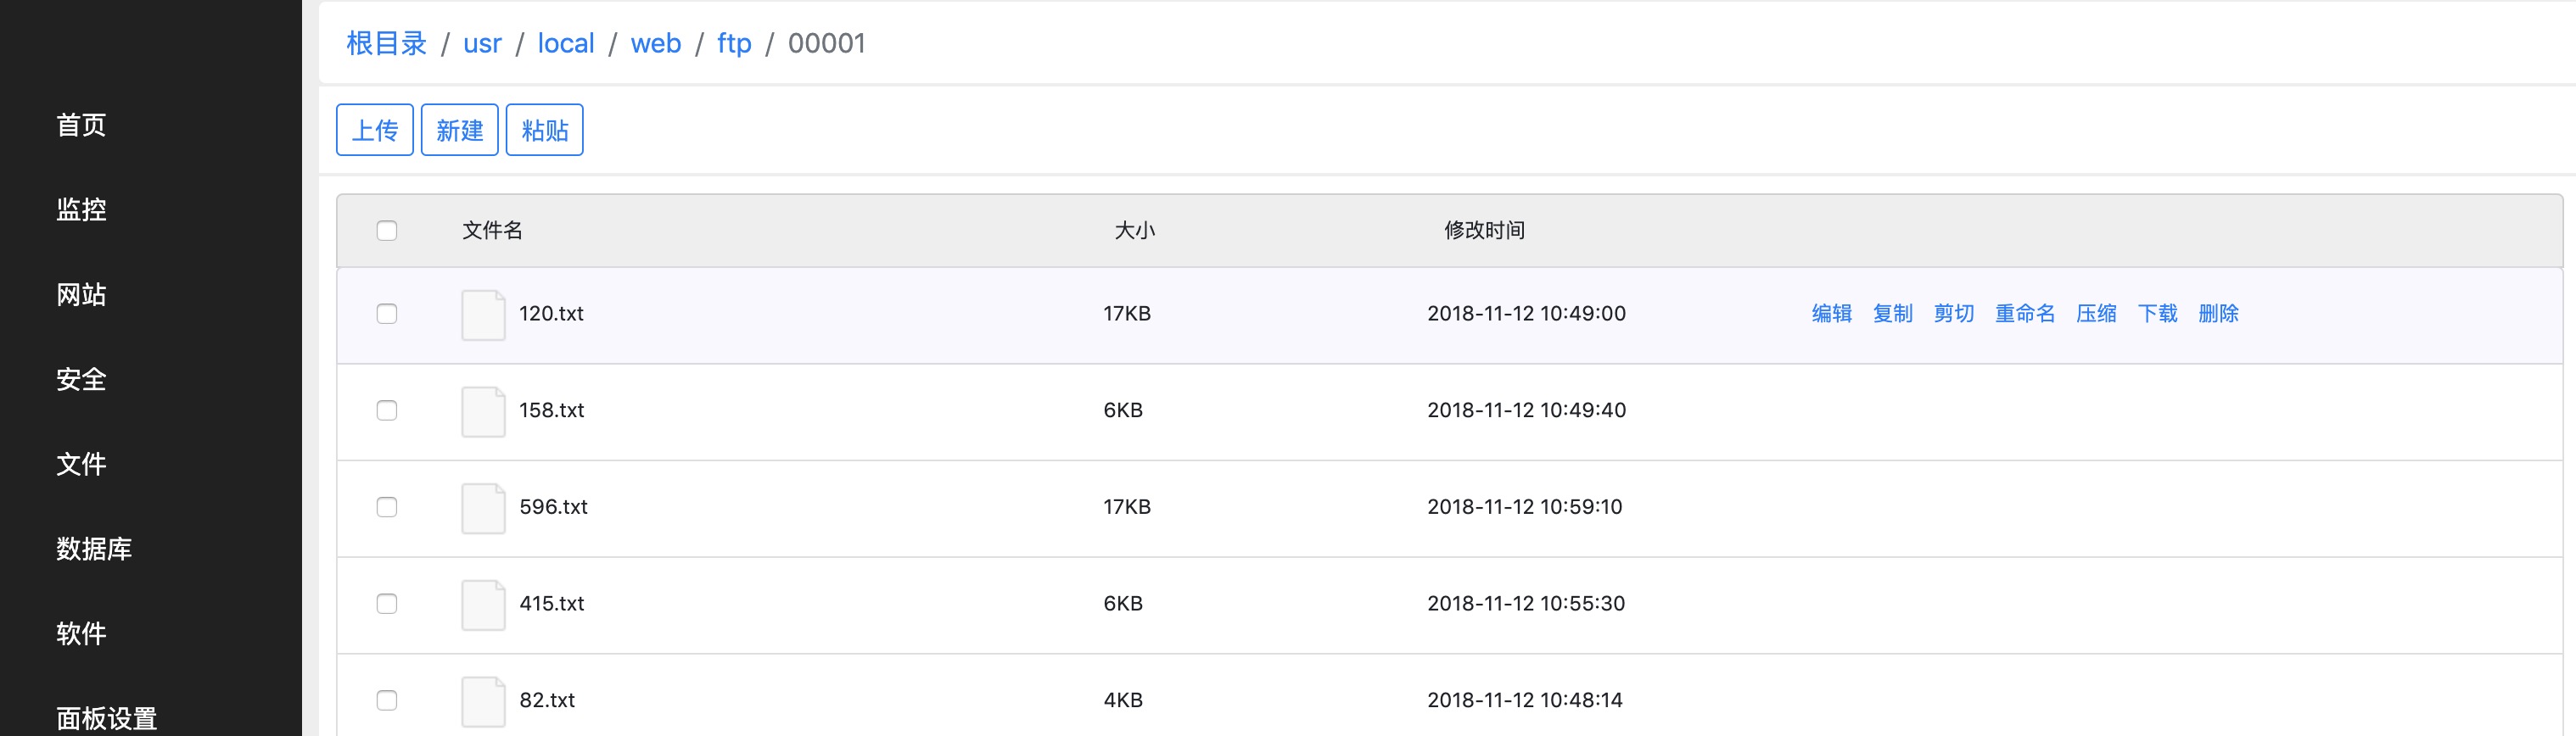 首页
监控
网站
安全
文件
数据库
软件
面板设置
根目录 / usr / local / web / ftp / 00001
上传 新建 粘贴
文件名 大小 修改时间
120.txt 17KB 2018-11-12 10:49:00 编辑 复制 剪切 重命名 压缩 下载 删除
158.txt 6KB 2018-11-12 10:49:40
596.txt 17KB 2018-11-12 10:59:10
415.txt 6KB 2018-11-12 10:55:30
82.txt 4KB 2018-11-12 10:48:14